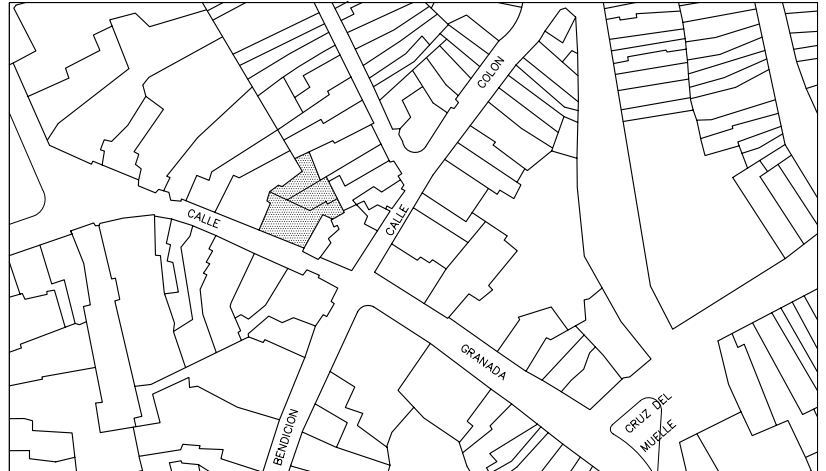 COLON
CALLE
CALLE
GRANADA
CRUZ DEL
MUELLE
BENDICION